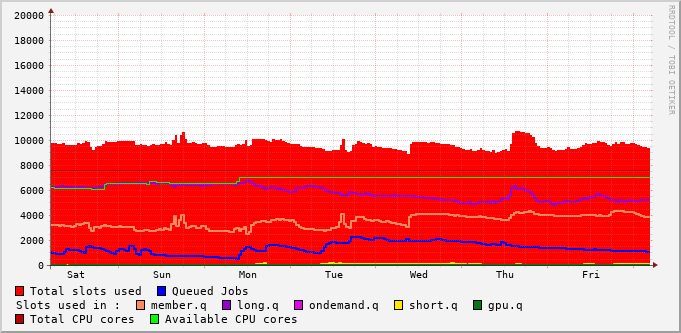 RRDTOOL / TOBI OETIKER
20000
18000
16000
14000
12000
10000
8000
6000
4000
2000
0
Sat Sun Mon Tue Wed Thu Fri
Total slots used Queued Jobs
Slots used in : member.q long.q ondemand.q short.q gpu.q
Total CPU cores Available CPU cores